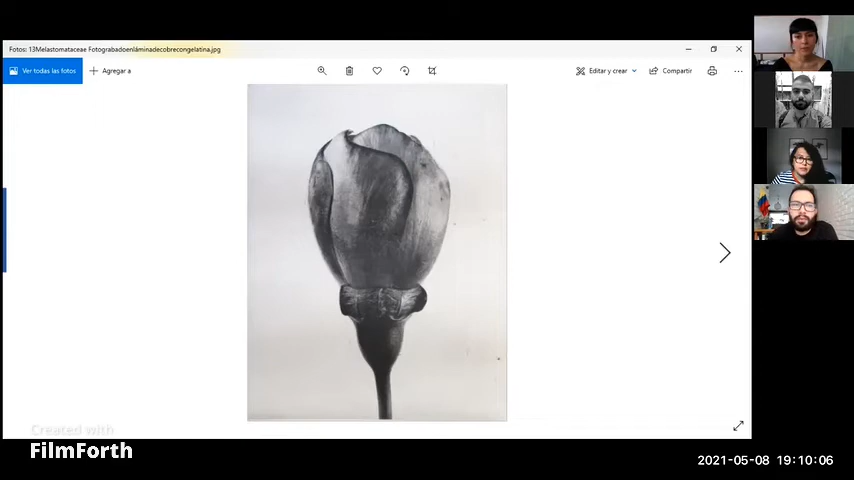 Fotos: 13Melastomataceae Fotograbadoenláminadecobrecongelatina.jpg
Ver todas las fotos
Agregar a
Editar y crear
Compartir
Created with
FilmForth
2021-05-08 19:10:06